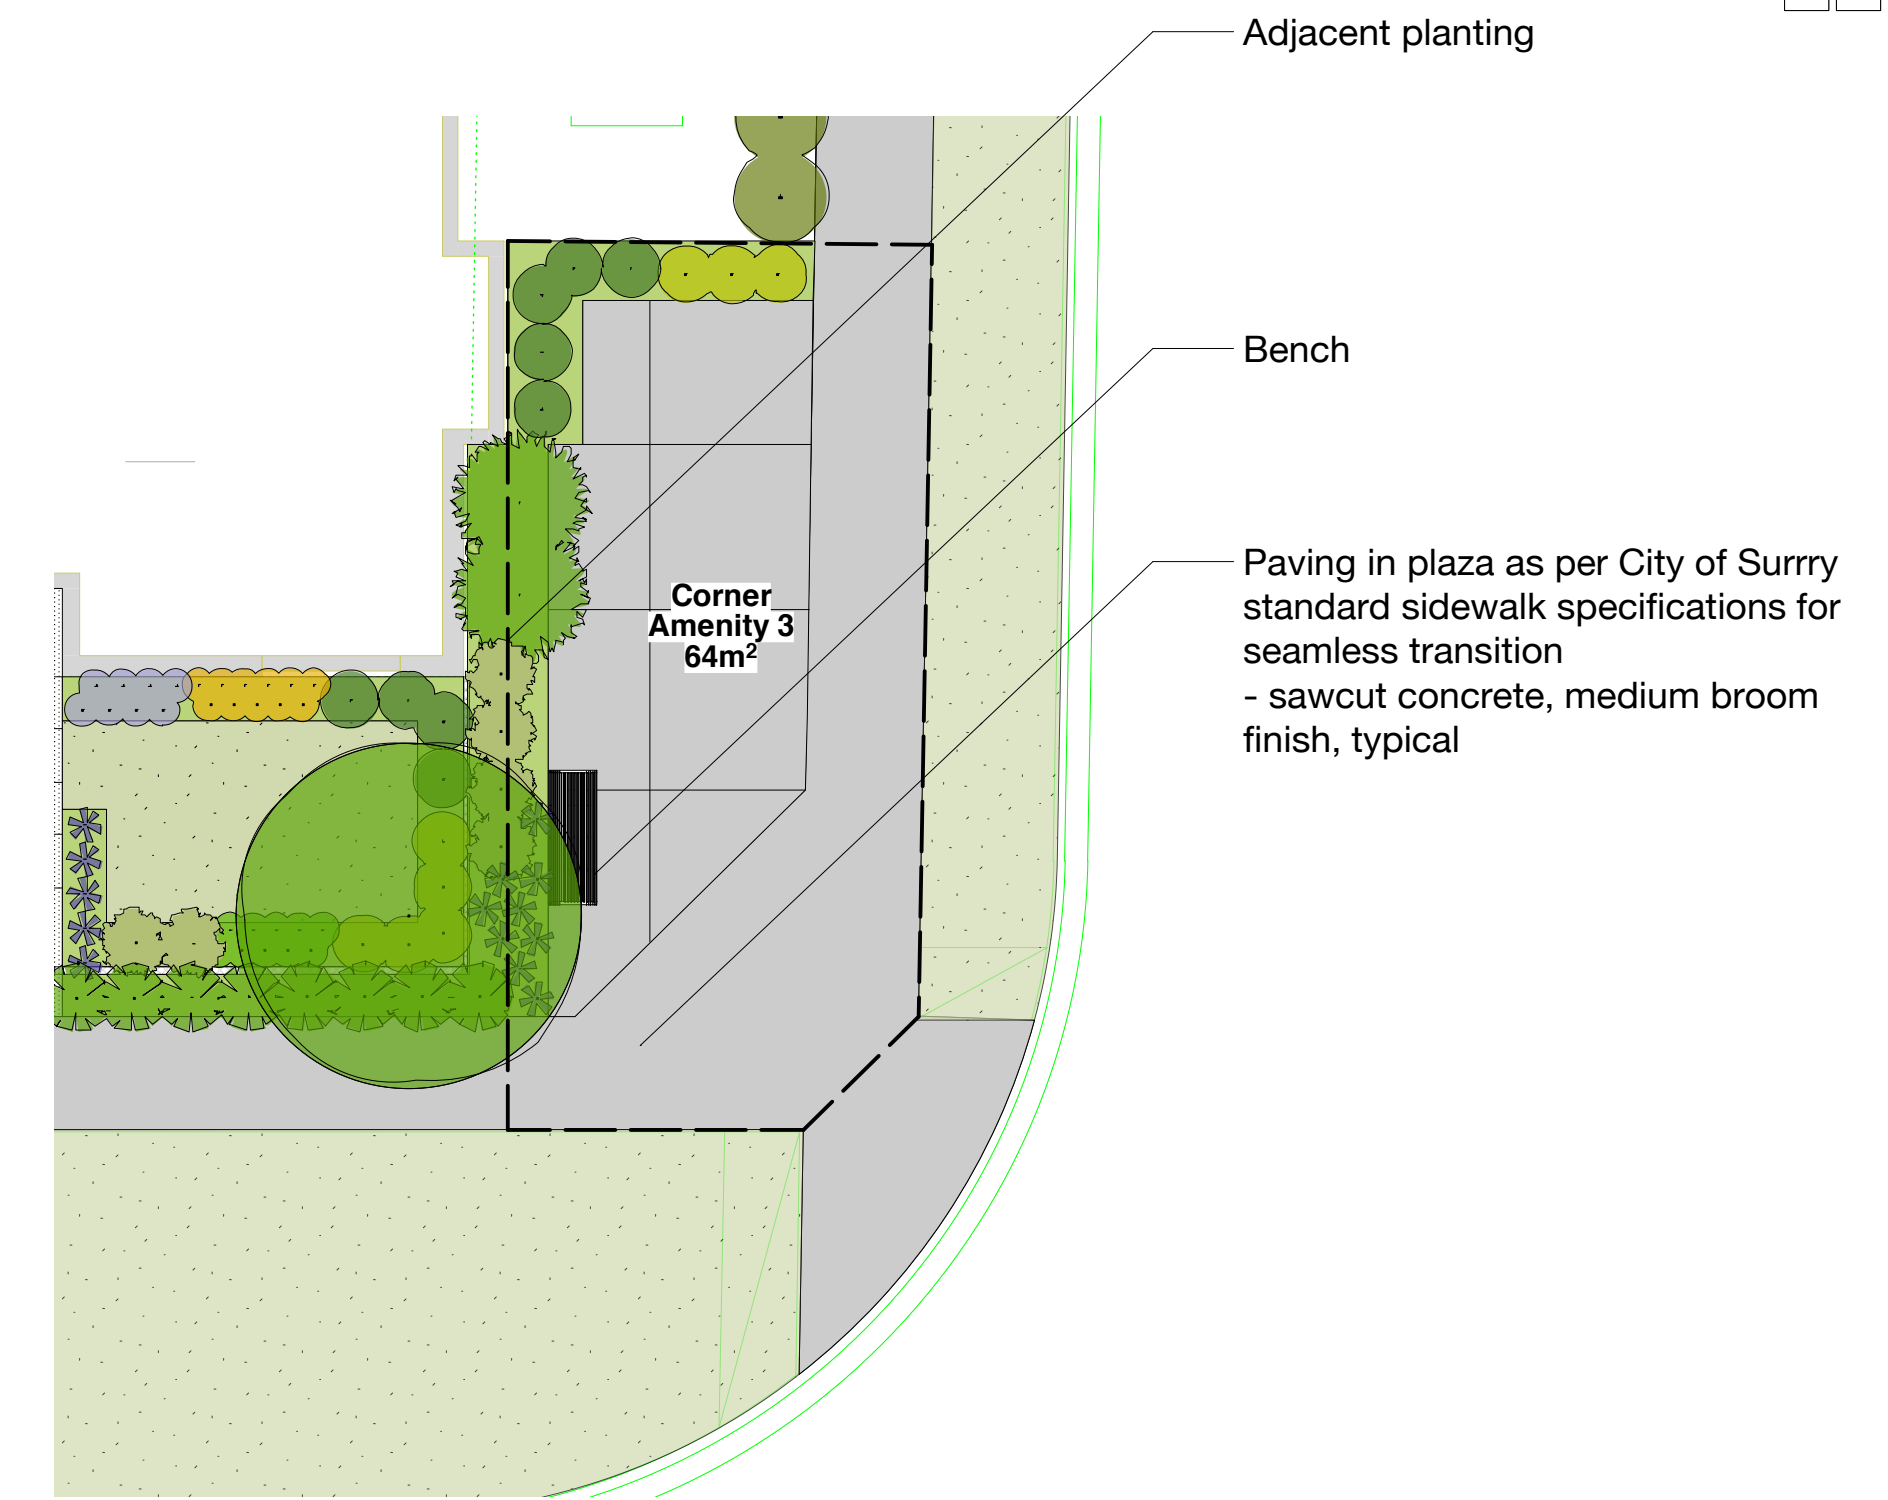 Adjacent planting
Bench
Corner
Amenity 3
64m²
Paving in plaza as per City of Surrry
standard sidewalk specifications for
seamless transition
- sawcut concrete, medium broom
finish, typical